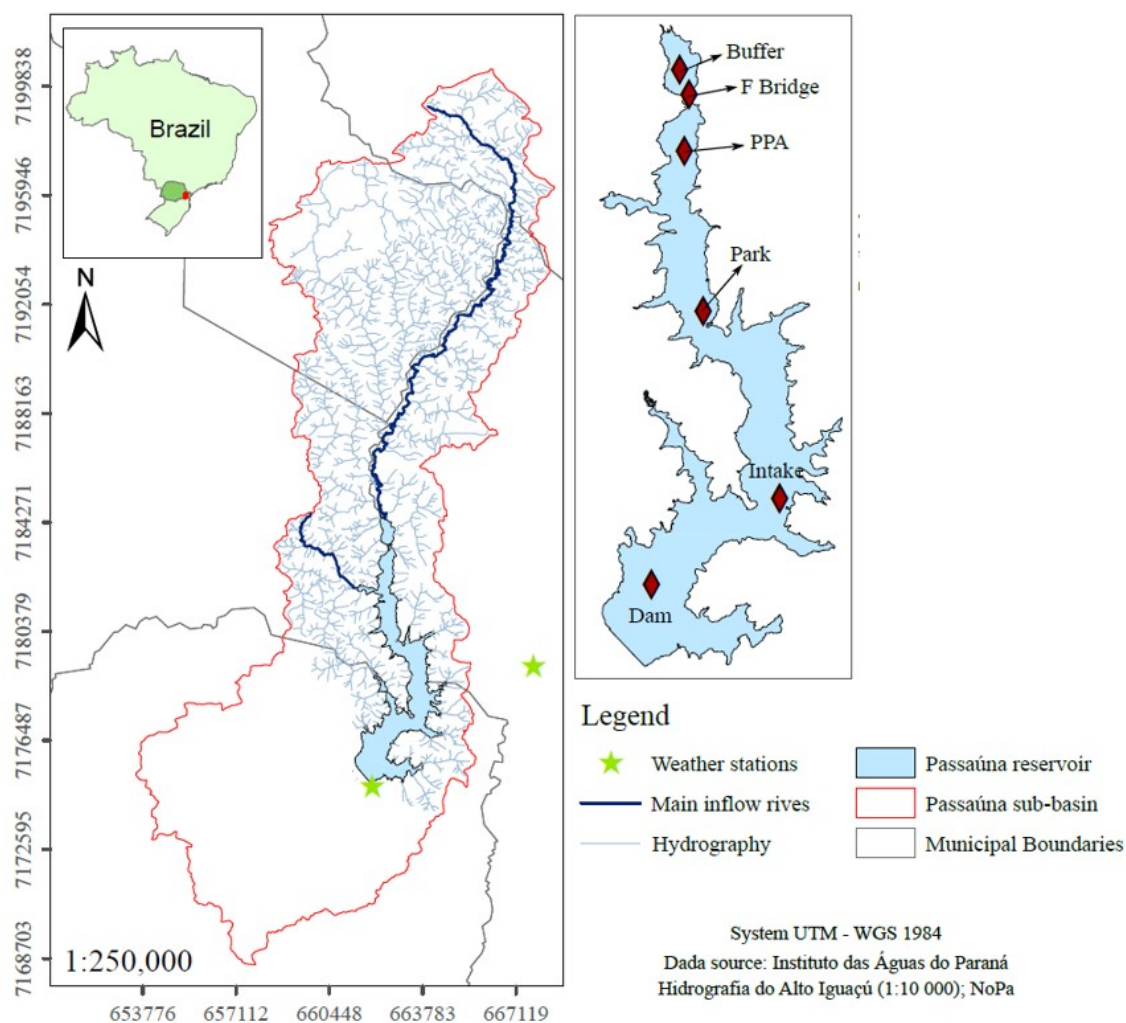 Brazil
N
7199838
7195946
7192054
7188163
7184271
7180379
7176487
7172595
7168703
1:250,000
653776 657112 660448 663783 667119
Buffer
F Bridge
PPA
Park
Intake
Dam
Legend
Weather stations
Main inflow rives
Hydrography
Passaúna reservoir
Passaúna sub-basin
Municipal Boundaries
System UTM - WGS 1984
Dada source: Instituto das Águas do Paraná
Hidrografia do Alto Iguaçú (1:10 000); NoPa